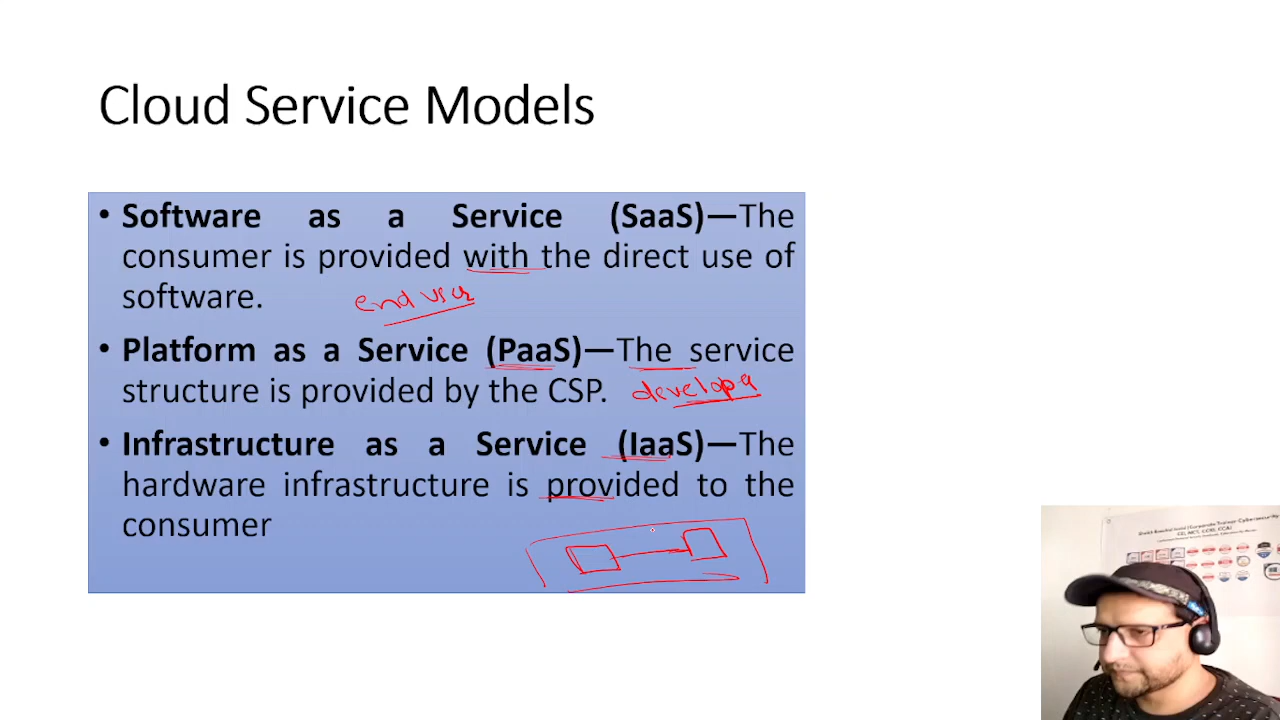 Cloud Service Models
• Software as a Service (SaaS)—The
consumer is provided with the direct use of
software.
end user
• Platform as a Service (PaaS)—The service
structure is provided by the CSP.
developer
• Infrastructure as a Service (IaaS)—The
hardware infrastructure is provided to the
consumer